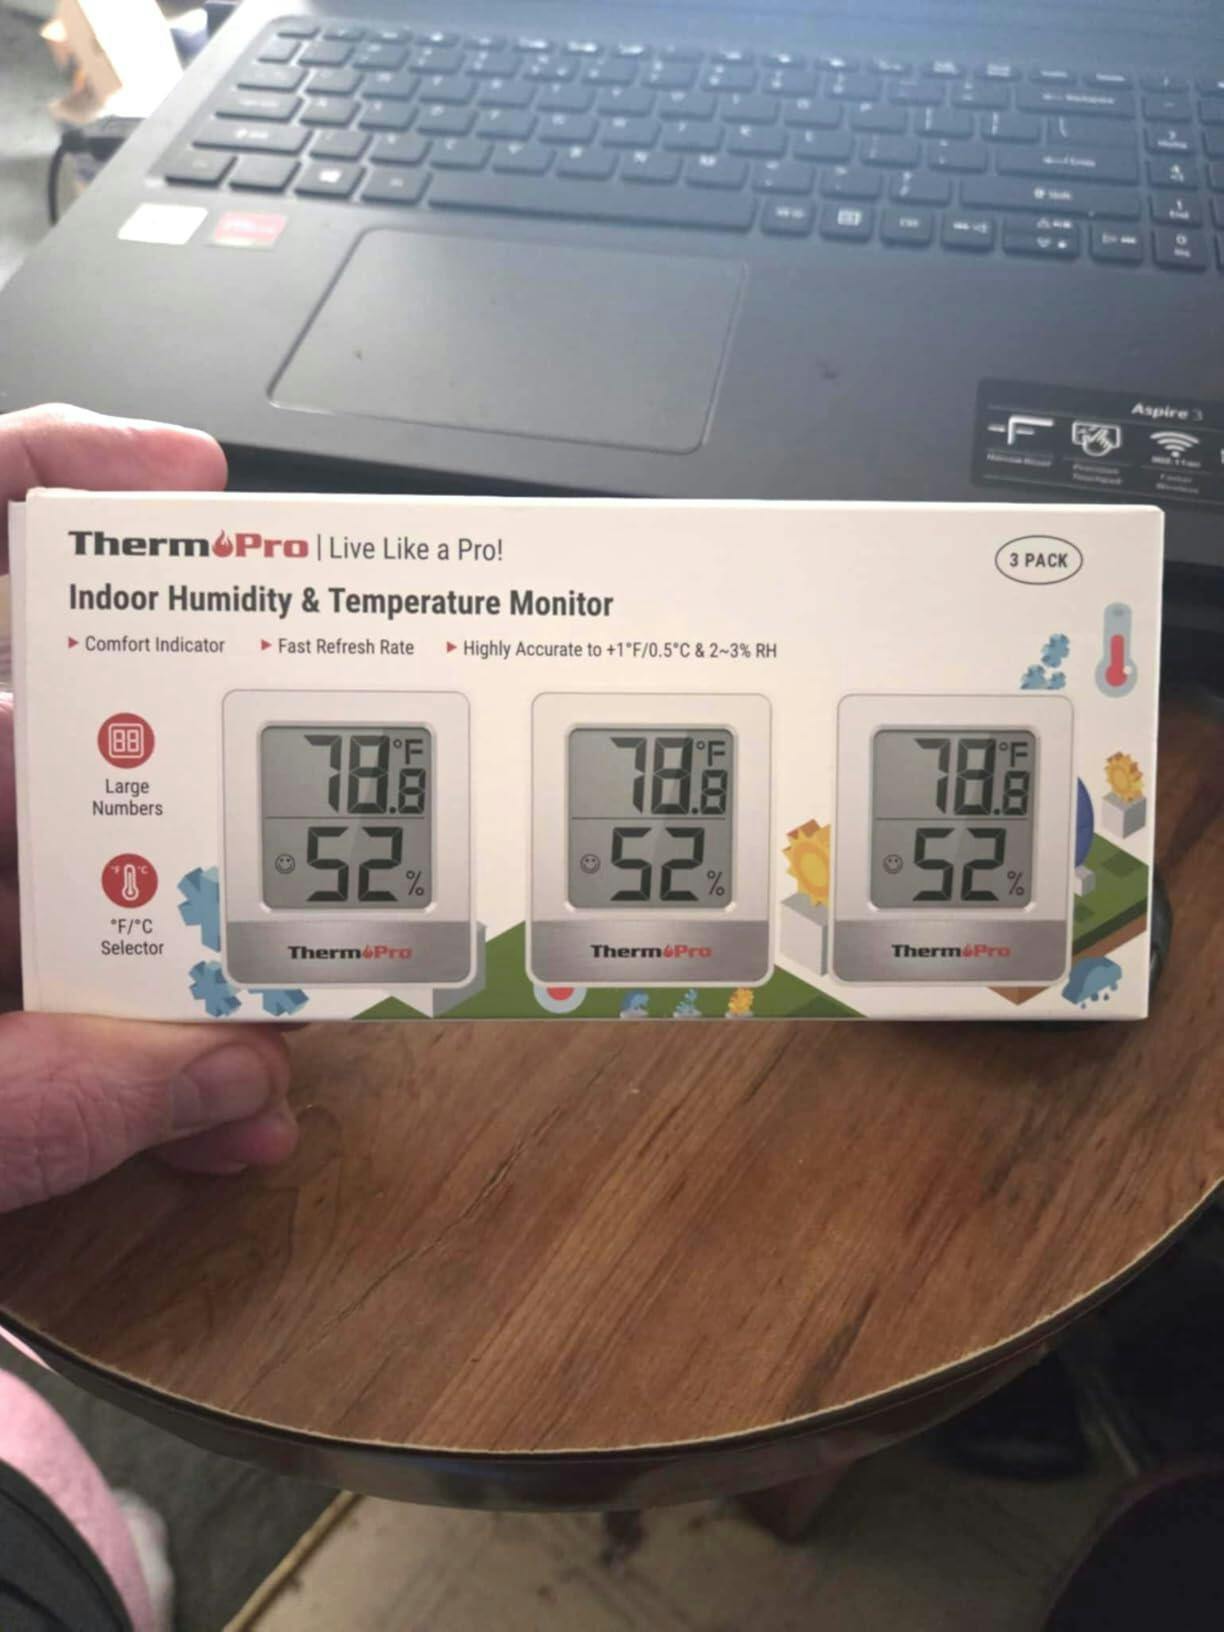 Aspire 3
ThermoPro | Live Like a Pro!
3 PACK
Indoor Humidity & Temperature Monitor
Comfort Indicator
Fast Refresh Rate
Highly Accurate to +1°F/0.5°C & 2~3% RH
88
Large
Numbers
°F °C
°F/°C
Selector
78.8 °F
52 %
ThermoPro
78.8 °F
52 %
ThermoPro
78.8 °F
52 %
ThermoPro